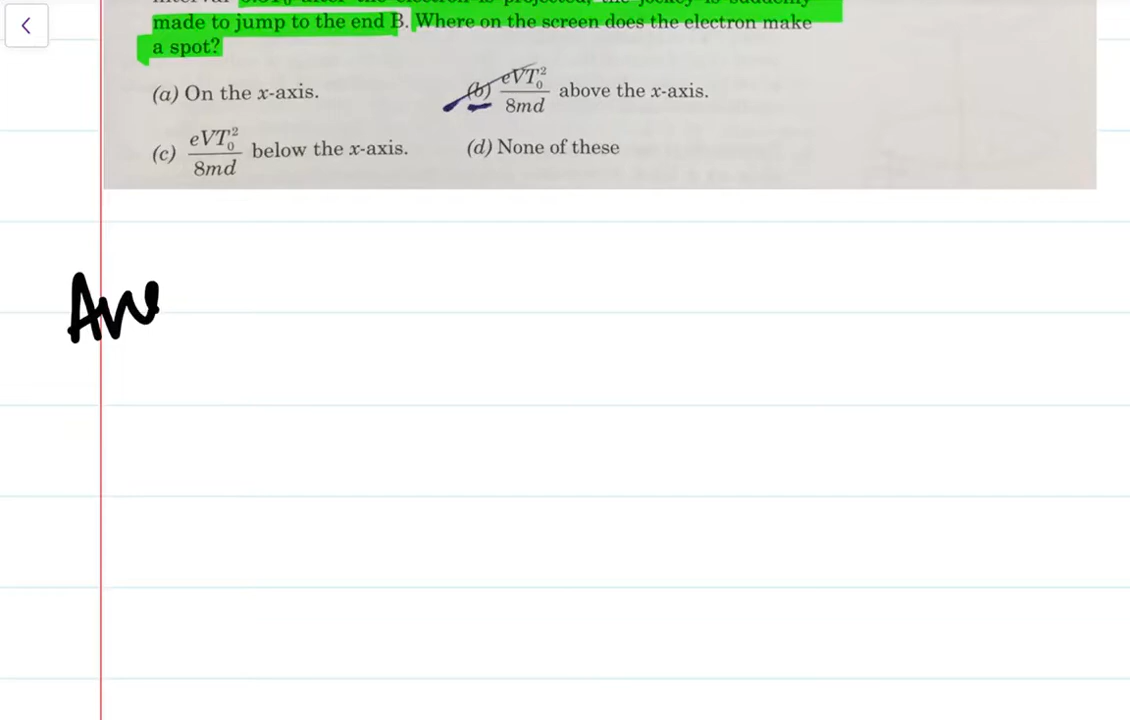 made to jump to the end B. Where on the screen does the electron make
a spot?
(a) On the x-axis.
(b) eVT₀²/8md above the x-axis.
(c) eVT₀²/8md below the x-axis.
(d) None of these
Ans